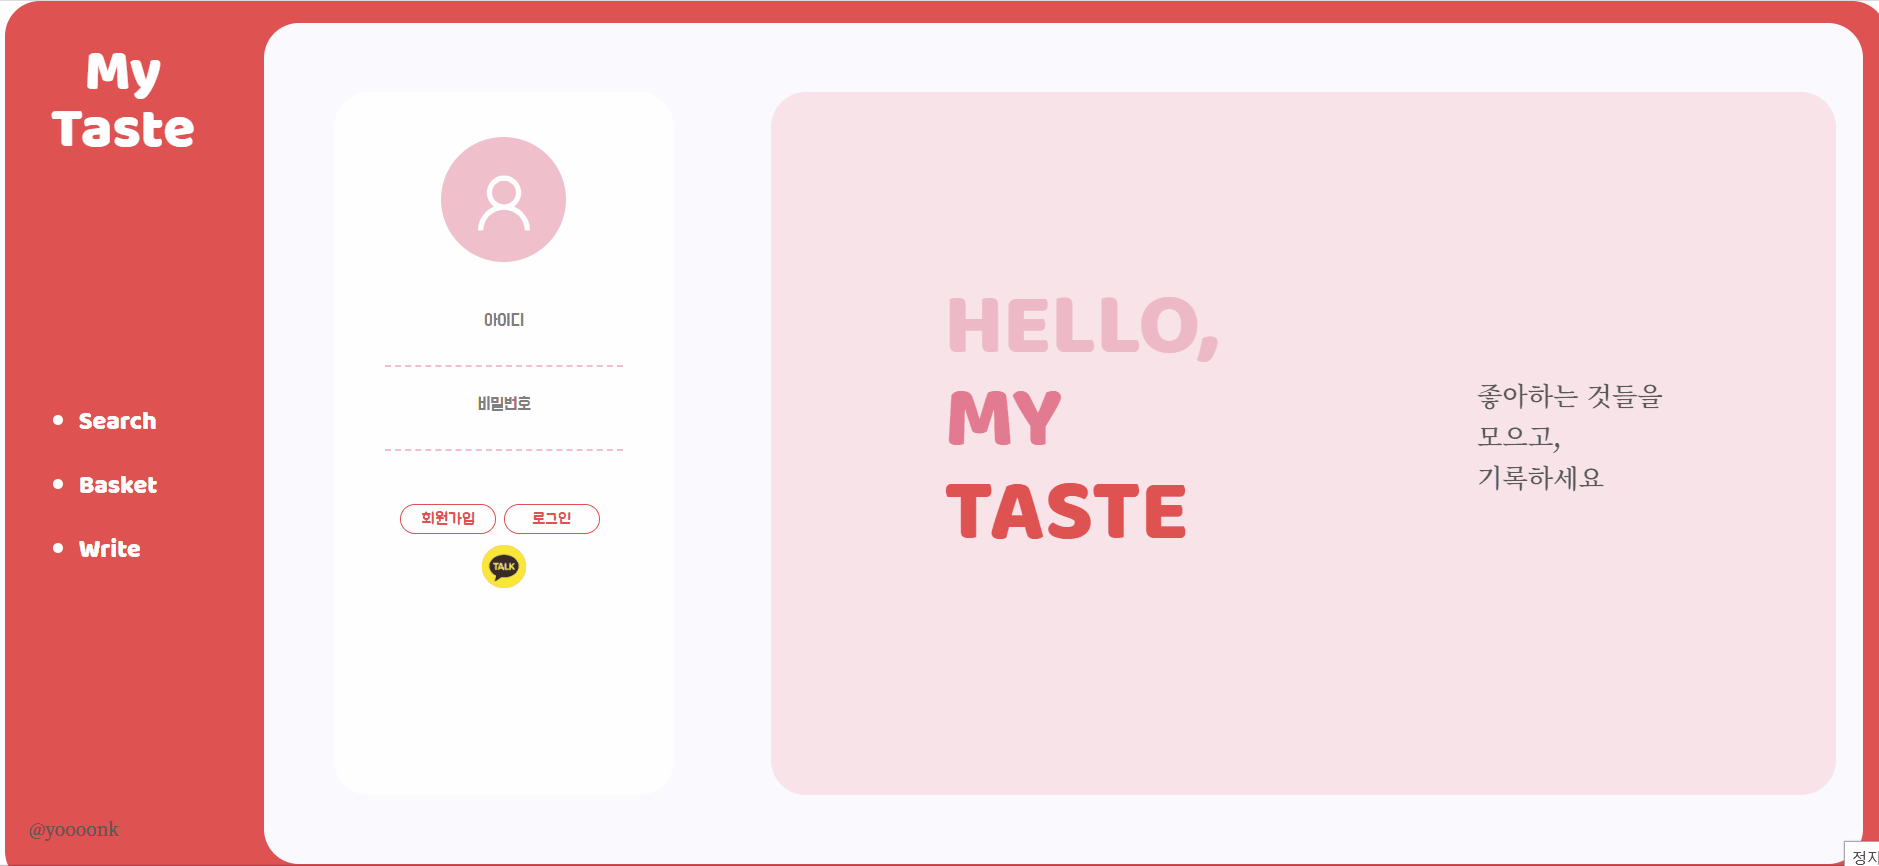 My
Taste
Search
Basket
Write
@yoooonk
아이디
비밀번호
회원가입
로그인
TALK
HELLO,
MY
TASTE
좋아하는 것들을
모으고,
기록하세요